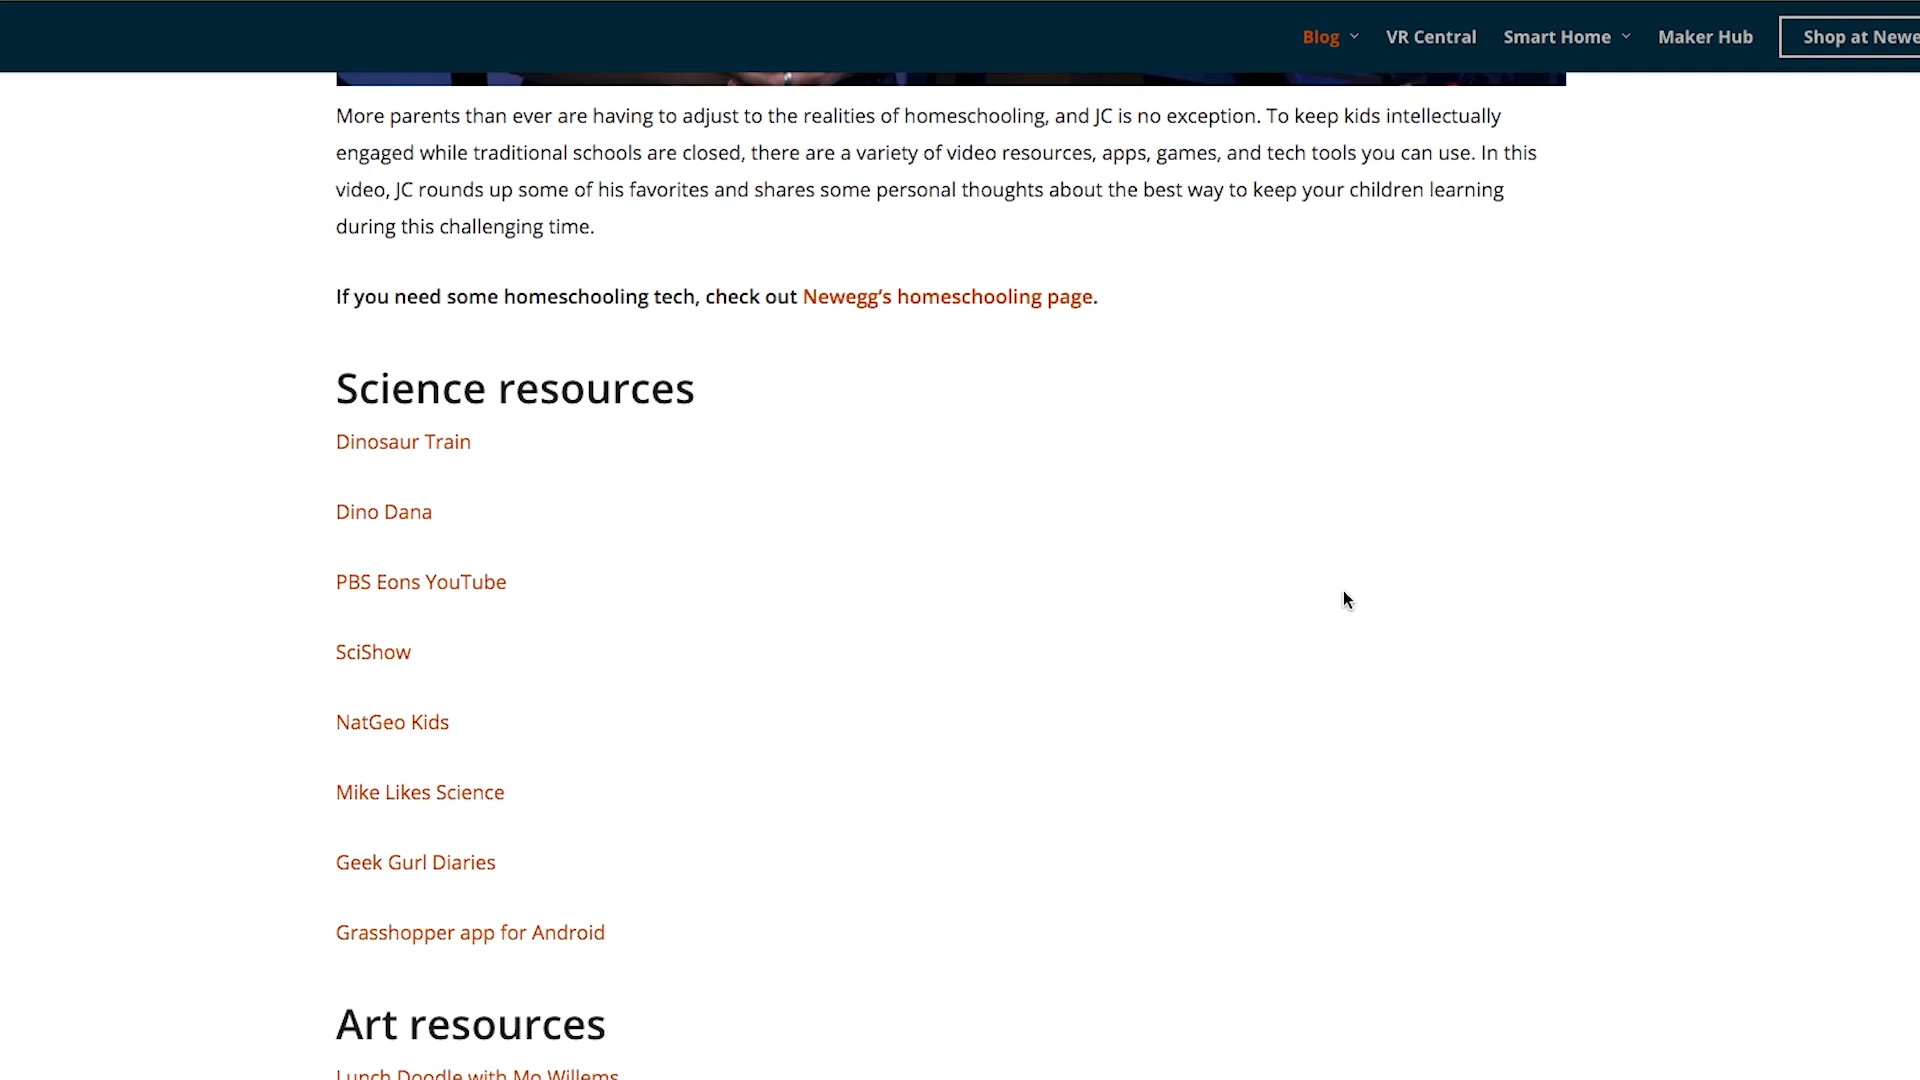 Blog VR Central Smart Home Maker Hub Shop at Newe
More parents than ever are having to adjust to the realities of homeschooling, and JC is no exception. To keep kids intellectually
engaged while traditional schools are closed, there are a variety of video resources, apps, games, and tech tools you can use. In this
video, JC rounds up some of his favorites and shares some personal thoughts about the best way to keep your children learning
during this challenging time.
If you need some homeschooling tech, check out Newegg’s homeschooling page.
Science resources
Dinosaur Train
Dino Dana
PBS Eons YouTube
SciShow
NatGeo Kids
Mike Likes Science
Geek Gurl Diaries
Grasshopper app for Android
Art resources
Lunch Doodle with Mo Willems